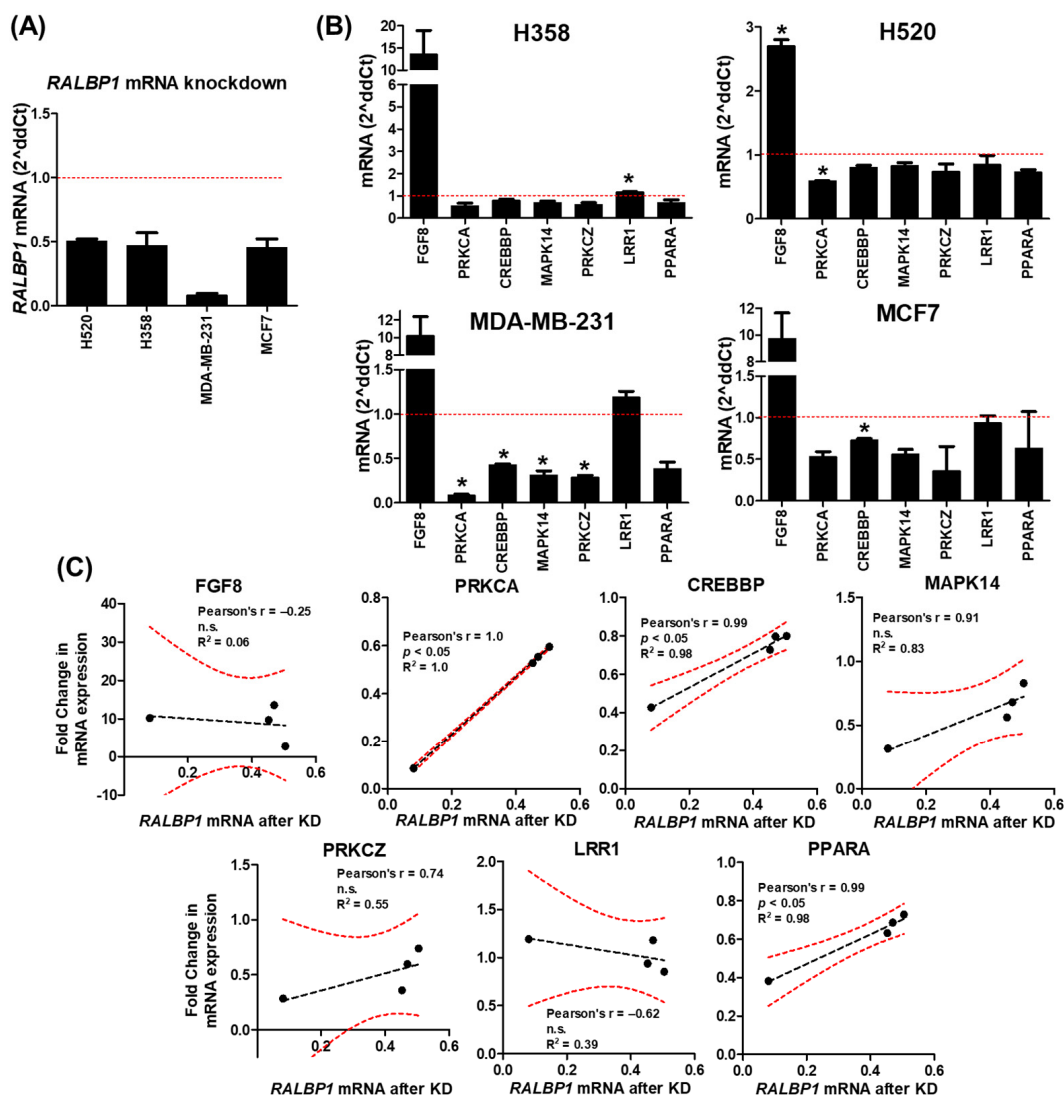 (A)
RALBP1 mRNA knockdown
RALBP1 mRNA (2^ddCt)
1.5
1.0
0.5
0.0
H520
H358
MDA-MB-231
MCF7
(B)
H358
mRNA (2^ddCt)
20
15
10
6
5
4
3
2
1
0
*
FGF8
PRKCA
CREBBP
MAPK14
PRKCZ
LRR1
PPARA
H520
mRNA (2^ddCt)
3
2
1
0
*
*
FGF8
PRKCA
CREBBP
MAPK14
PRKCZ
LRR1
PPARA
MDA-MB-231
mRNA (2^ddCt)
12
10
8
6
4
2
1.5
1.0
0.5
0.0
*
*
*
*
FGF8
PRKCA
CREBBP
MAPK14
PRKCZ
LRR1
PPARA
MCF7
mRNA (2^ddCt)
12
10
8
6
4
2
1.5
1.0
0.5
0.0
*
FGF8
PRKCA
CREBBP
MAPK14
PRKCZ
LRR1
PPARA
(C)
FGF8
Pearson's r = –0.25
n.s.
R² = 0.06
Fold Change in
mRNA expression
40
30
20
10
0
-10
0.2
0.4
0.6
PRKCA
Pearson's r = 1.0
p < 0.05
R² = 1.0
0.8
0.6
0.4
0.2
0.0
0.0
0.2
0.4
0.6
RALBP1 mRNA after KD
CREBBP
Pearson's r = 0.99
p < 0.05
R² = 0.98
1.0
0.8
0.6
0.4
0.2
0.0
0.0
0.2
0.4
0.6
RALBP1 mRNA after KD
MAPK14
Pearson's r = 0.91
n.s.
R² = 0.83
1.5
1.0
0.5
0.0
0.2
0.4
0.6
RALBP1 mRNA after KD
PRKCZ
Pearson's r = 0.74
n.s.
R² = 0.55
Fold Change in
mRNA expression
1.5
1.0
0.5
0.0
0.2
0.4
0.6
RALBP1 mRNA after KD
LRR1
2.0
1.5
1.0
0.5
0.0
Pearson's r = –0.62
n.s.
R² = 0.39
0.0
0.2
0.4
0.6
RALBP1 mRNA after KD
PPARA
Pearson's r = 0.99
p < 0.05
R² = 0.98
1.0
0.8
0.6
0.4
0.2
0.0
0.0
0.2
0.4
0.6
RALBP1 mRNA after KD